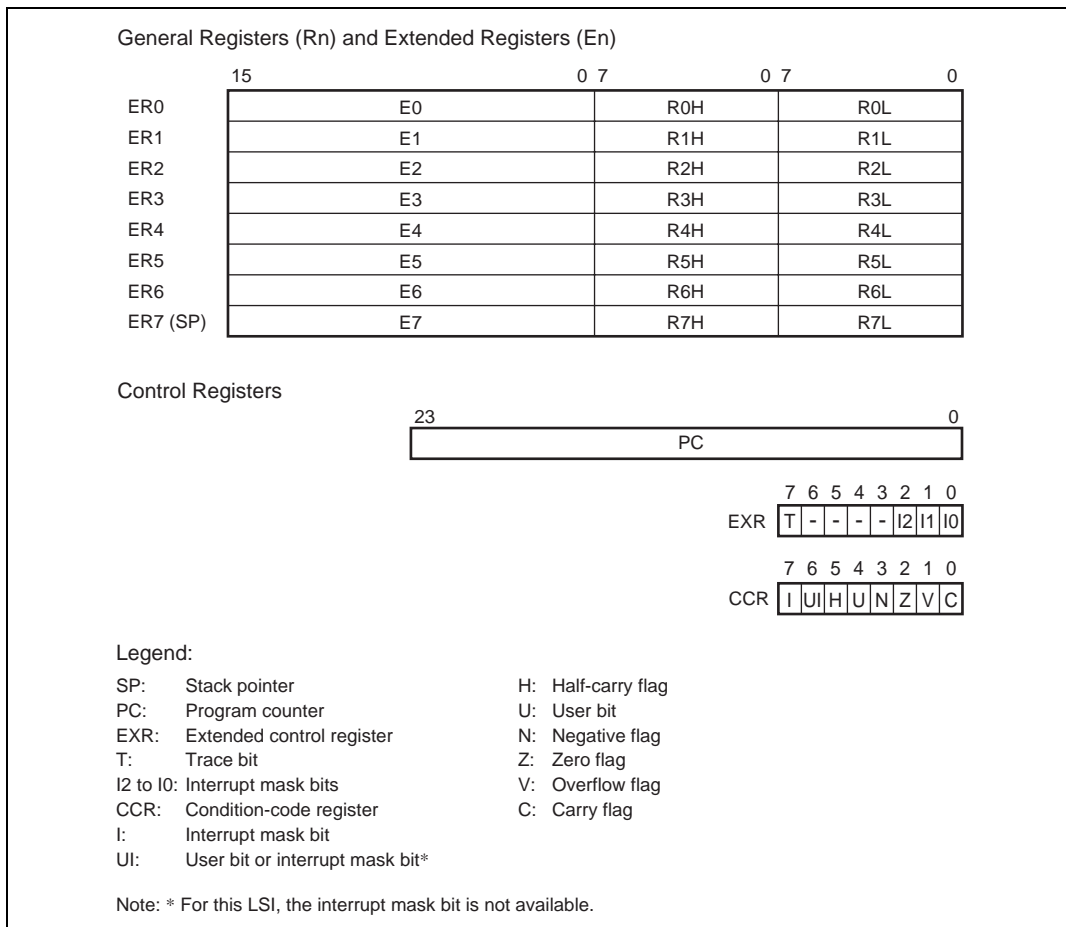 General Registers (Rn) and Extended Registers (En)
15 0 7 0 7 0
ER0 E0 R0H R0L
ER1 E1 R1H R1L
ER2 E2 R2H R2L
ER3 E3 R3H R3L
ER4 E4 R4H R4L
ER5 E5 R5H R5L
ER6 E6 R6H R6L
ER7 (SP) E7 R7H R7L
Control Registers
23 0
PC
7 6 5 4 3 2 1 0
EXR T - - - - I2 I1 I0
7 6 5 4 3 2 1 0
CCR I UI H U N Z V C
Legend:
SP: Stack pointer
PC: Program counter
EXR: Extended control register
T: Trace bit
I2 to I0: Interrupt mask bits
CCR: Condition-code register
I: Interrupt mask bit
UI: User bit or interrupt mask bit*
H: Half-carry flag
U: User bit
N: Negative flag
Z: Zero flag
V: Overflow flag
C: Carry flag
Note: * For this LSI, the interrupt mask bit is not available.